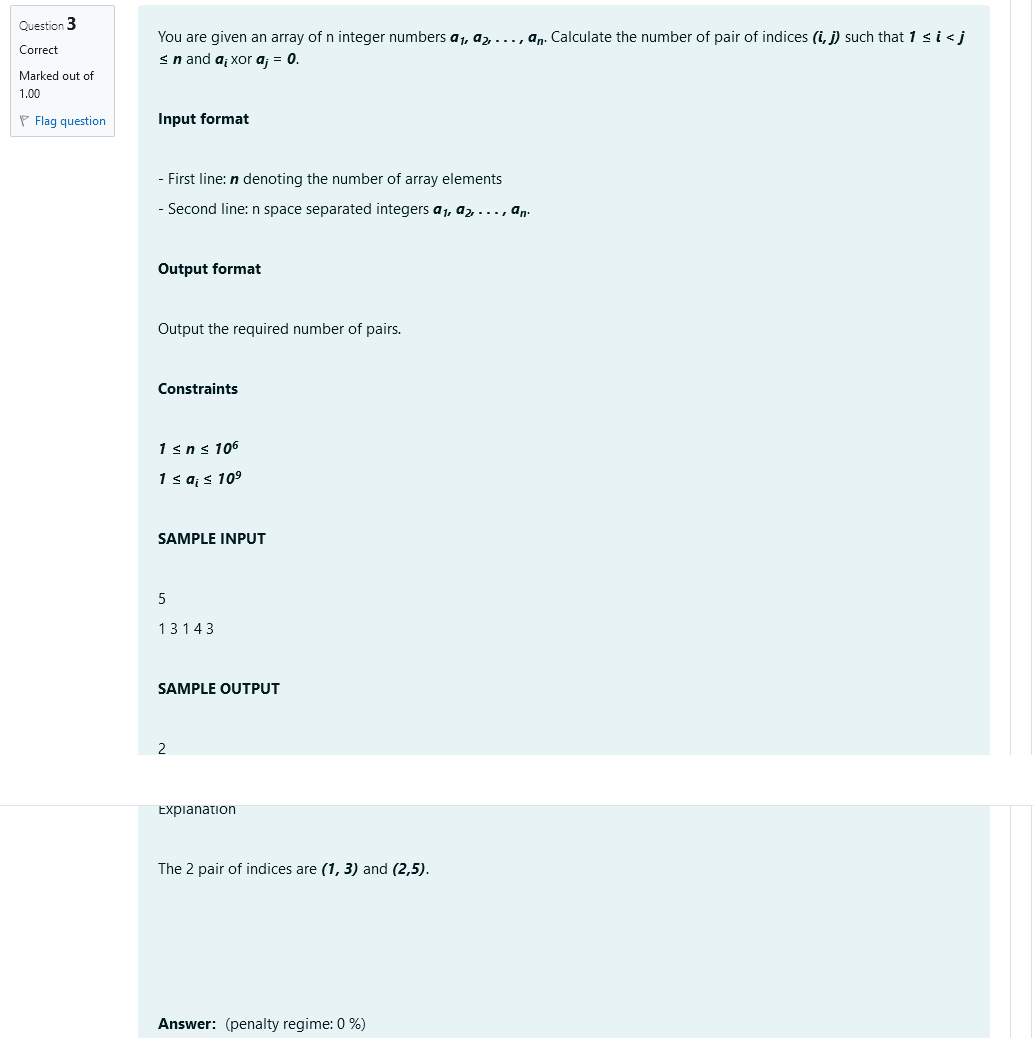 Question 3
Correct
Marked out of
1.00
Flag question
You are given an array of n integer numbers a1, a2, . . . , an. Calculate the number of pair of indices (i, j) such that 1 ≤ i < j
≤ n and ai xor aj = 0.
Input format
- First line: n denoting the number of array elements
- Second line: n space separated integers a1, a2, . . . , an.
Output format
Output the required number of pairs.
Constraints
1 ≤ n ≤ 10⁶
1 ≤ ai ≤ 10⁹
SAMPLE INPUT
5
1 3 1 4 3
SAMPLE OUTPUT
2
Explanation
The 2 pair of indices are (1, 3) and (2,5).
Answer: (penalty regime: 0 %)